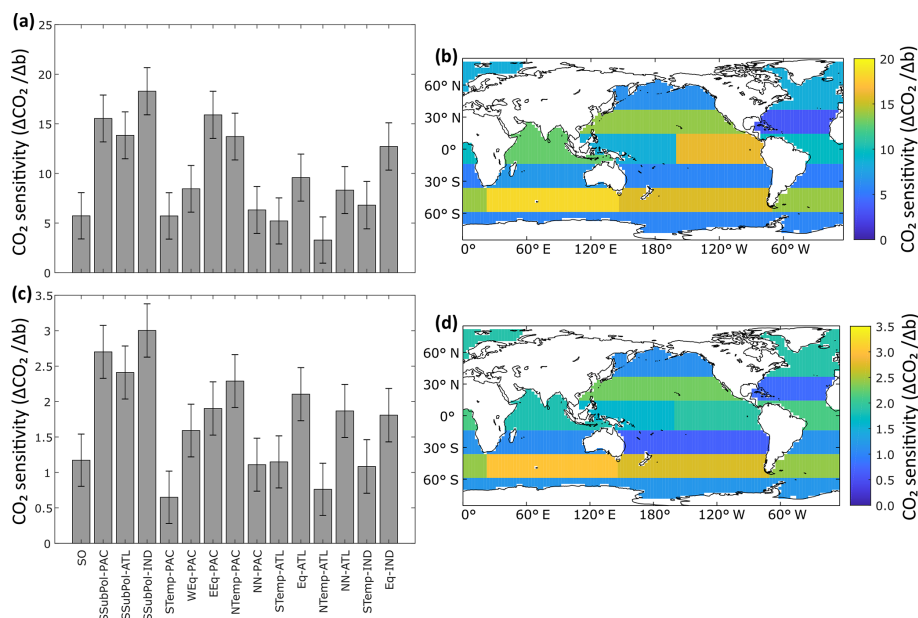 (a)
25
20
15
10
5
0
CO₂ sensitivity (ΔCO₂ /Δb)
(b)
60° N
30° N
0°
30° S
60° S
60° E
120° E
180° W
120° W
60° W
20
15
10
5
0
CO₂ sensitivity (ΔCO₂ /Δb)
(c)
3.5
3
2.5
2
1.5
1
0.5
0
CO₂ sensitivity (ΔCO₂ /Δb)
SO
SSubPol-PAC
SSubPol-ATL
SSubPol-IND
STemp-PAC
WEq-PAC
EEq-PAC
NTemp-PAC
NN-PAC
STemp-ATL
Eq-ATL
NTemp-ATL
NN-ATL
STemp-IND
Eq-IND
(d)
60° N
30° N
0°
30° S
60° S
0°
60° E
120° E
180° W
120° W
60° W
3.5
3.0
2.5
2.0
1.5
1.0
0.5
0.0
CO₂ sensitivity (ΔCO₂ /Δb)